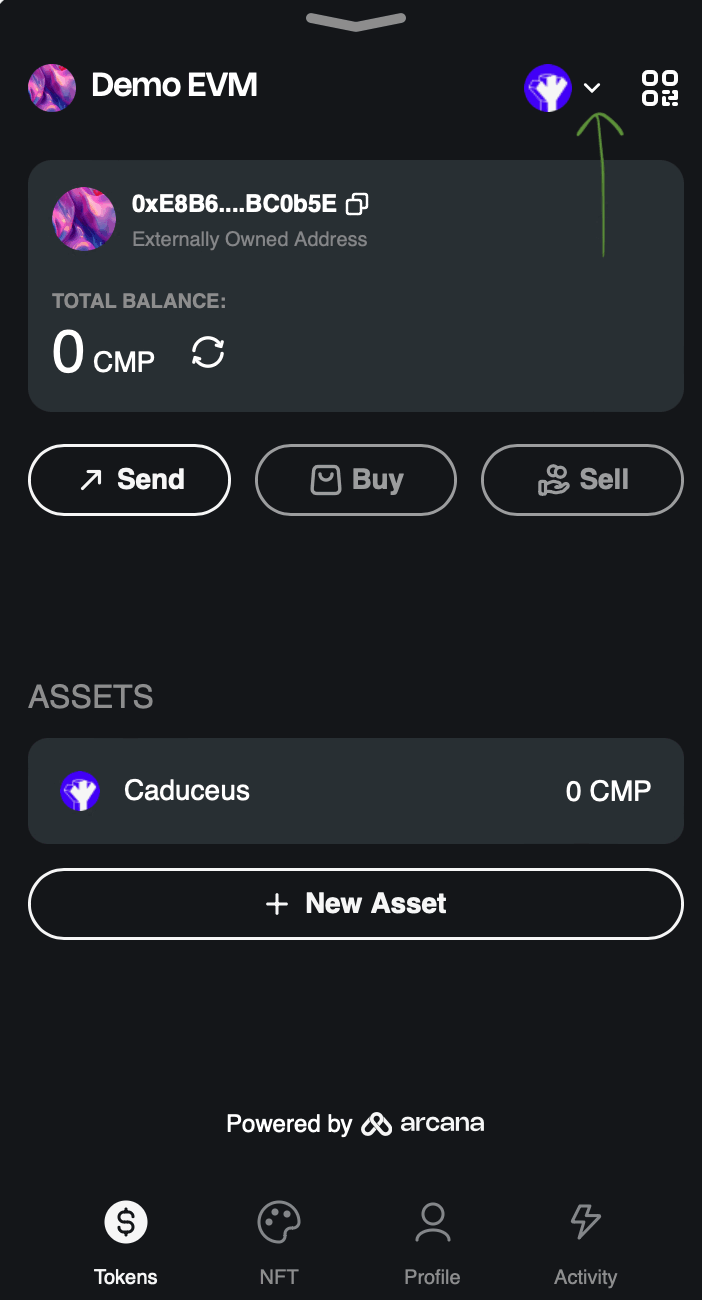 Demo EVM
0xE8B6....BC0b5E
Externally Owned Address
TOTAL BALANCE:
0 CMP
Send
Buy
Sell
ASSETS
Caduceus
0 CMP
+ New Asset
Powered by arcana
Tokens
NFT
Profile
Activity